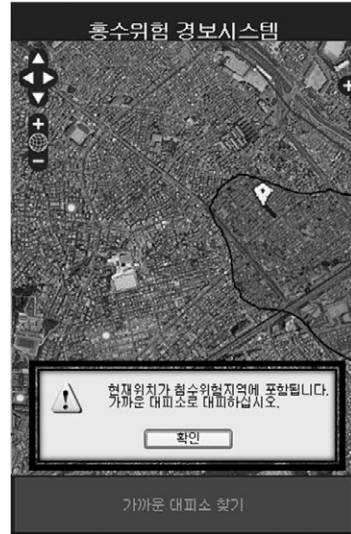 홍수위험 경보시스템
현재위치가 침수위험지역에 포함됩니다.
가까운 대피소로 대피하십시오.
확인
가까운 대피소 찾기